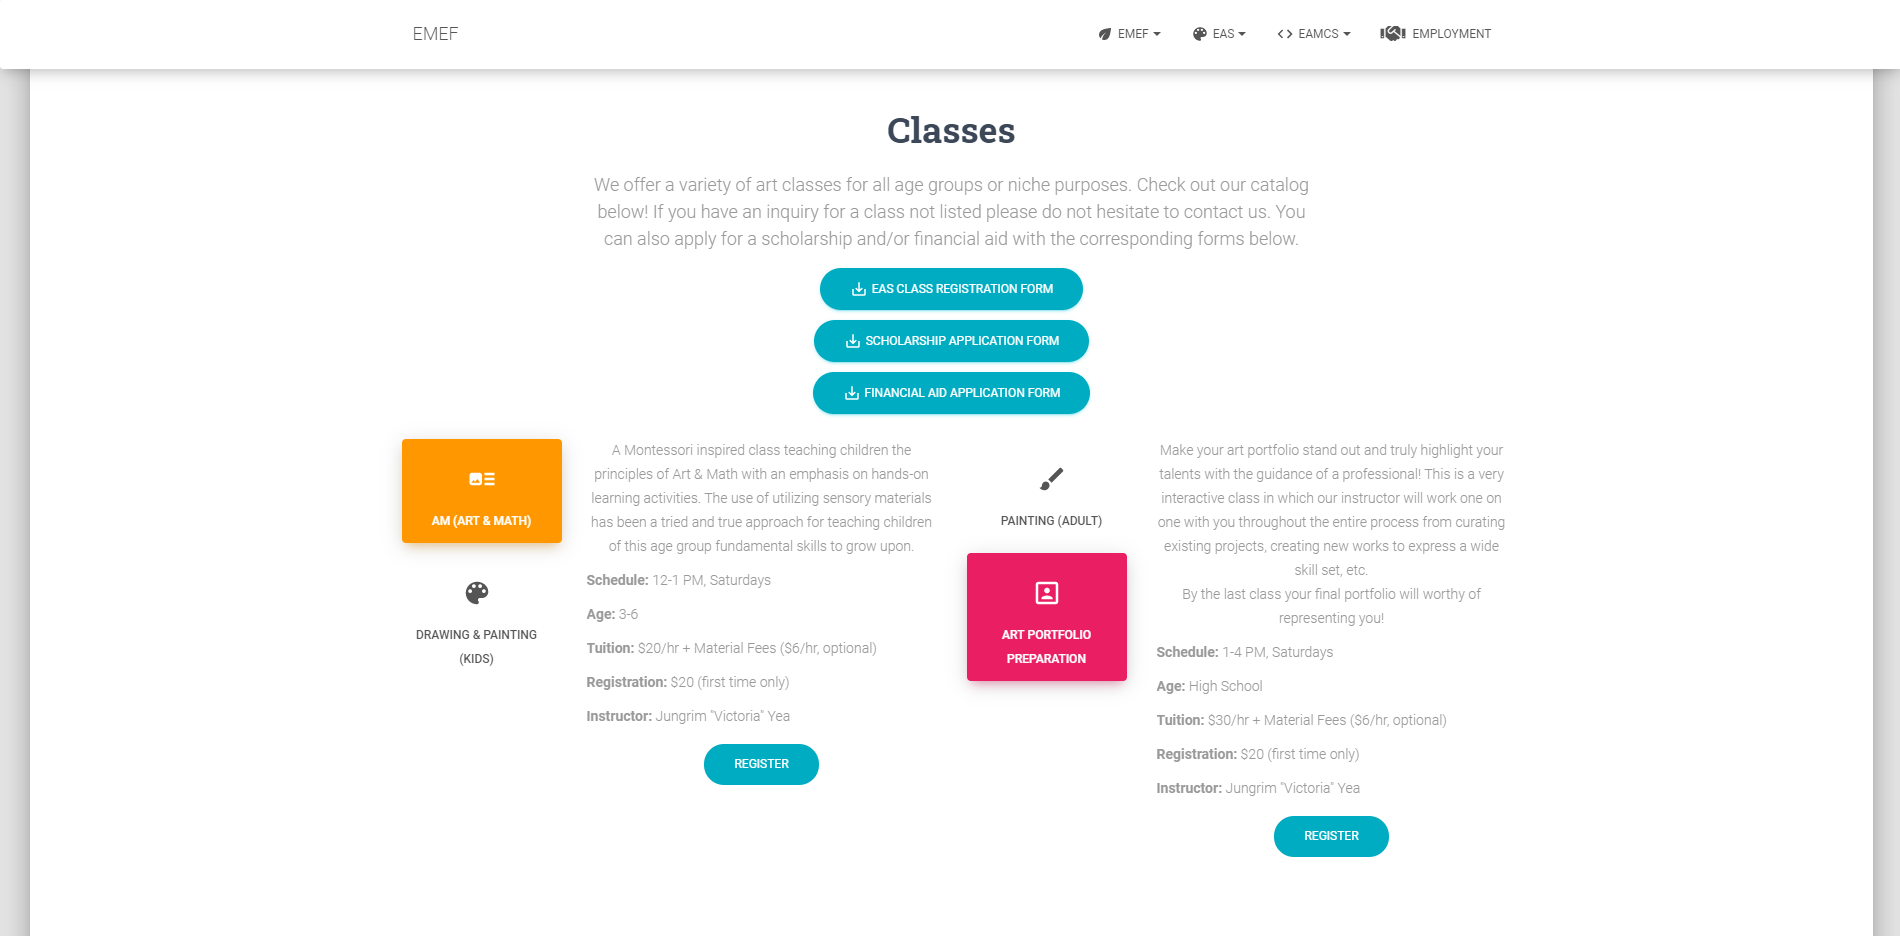 EMEF
EMEF
EAS
EAMCS
EMPLOYMENT
Classes
We offer a variety of art classes for all age groups or niche purposes. Check out our catalog
below! If you have an inquiry for a class not listed please do not hesitate to contact us. You
can also apply for a scholarship and/or financial aid with the corresponding forms below.
EAS CLASS REGISTRATION FORM
SCHOLARSHIP APPLICATION FORM
FINANCIAL AID APPLICATION FORM
AM (ART & MATH)
DRAWING & PAINTING
(KIDS)
A Montessori inspired class teaching children the
principles of Art & Math with an emphasis on hands-on
learning activities. The use of utilizing sensory materials
has been a tried and true approach for teaching children
of this age group fundamental skills to grow upon.
Schedule: 12-1 PM, Saturdays
Age: 3-6
Tuition: $20/hr + Material Fees ($6/hr, optional)
Registration: $20 (first time only)
Instructor: Jungrim "Victoria" Yea
REGISTER
PAINTING (ADULT)
ART PORTFOLIO
PREPARATION
Make your art portfolio stand out and truly highlight your
talents with the guidance of a professional! This is a very
interactive class in which our instructor will work one on
one with you throughout the entire process from curating
existing projects, creating new works to express a wide
skill set, etc.
By the last class your final portfolio will worthy of
representing you!
Schedule: 1-4 PM, Saturdays
Age: High School
Tuition: $30/hr + Material Fees ($6/hr, optional)
Registration: $20 (first time only)
Instructor: Jungrim "Victoria" Yea
REGISTER